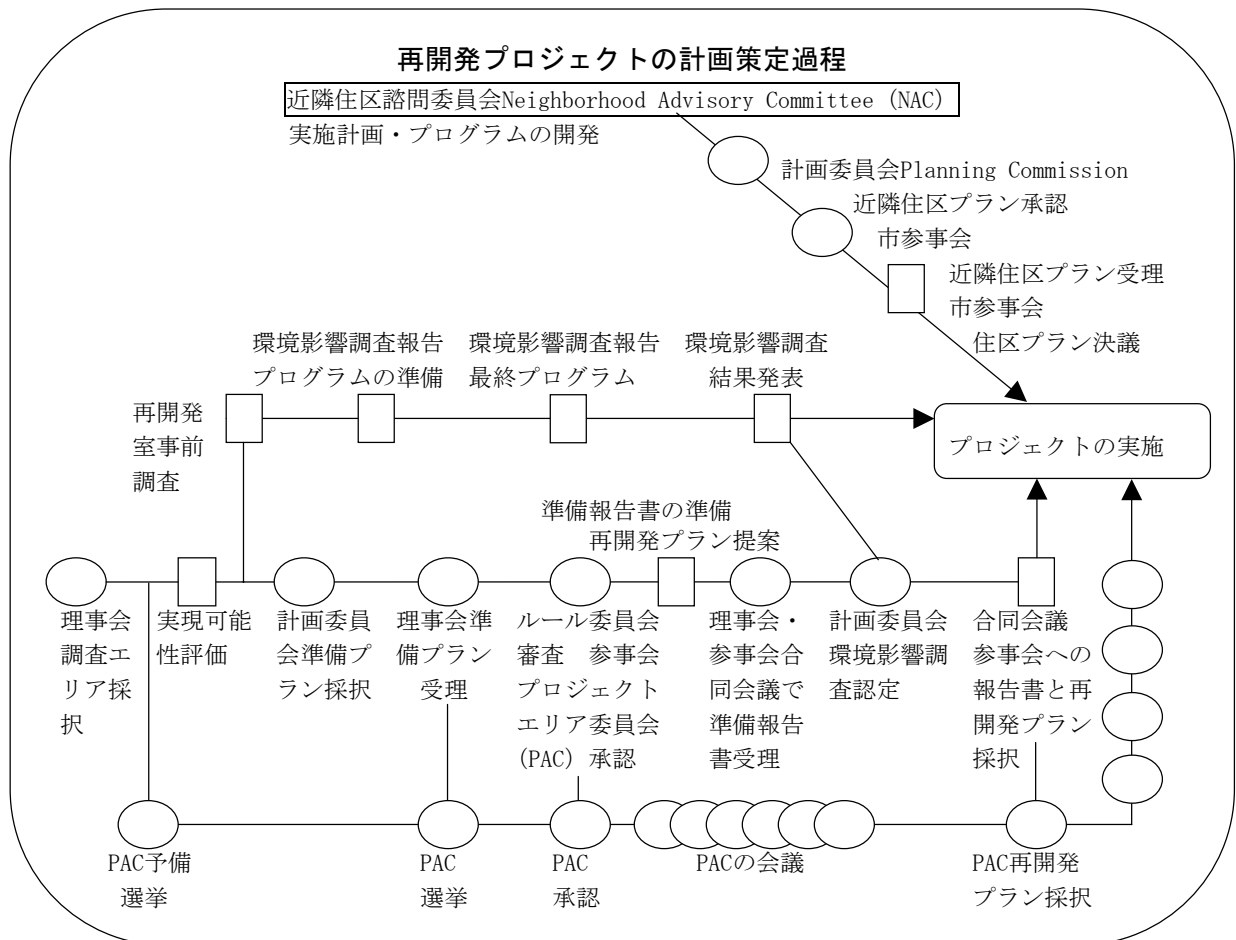 再開発プロジェクトの計画策定過程
近隣住区諮問委員会Neighborhood Advisory Committee (NAC)
実施計画・プログラムの開発
計画委員会Planning Commission
近隣住区プラン承認
市参事会
近隣住区プラン受理
市参事会
住区プラン決議
環境影響調査報告
プログラムの準備
環境影響調査報告
最終プログラム
環境影響調査
結果発表
再開発
室事前
調査
プロジェクトの実施
準備報告書の準備
再開発プラン提案
理事会
調査エ
リア採
択
実現可能
性評価
計画委員
会準備プ
ラン採択
理事会準
備プラン
受理
ルール委員会
審査 参事会
プロジェクト
エリア委員会
(PAC) 承認
理事会・
参事会合
同会議で
準備報告
書受理
計画委員会
環境影響調
査認定
合同会議
参事会への
報告書と再
開発プラン
採択
PAC予備
選挙
PAC
選挙
PAC
承認
PACの会議
PAC再開発
プラン採択